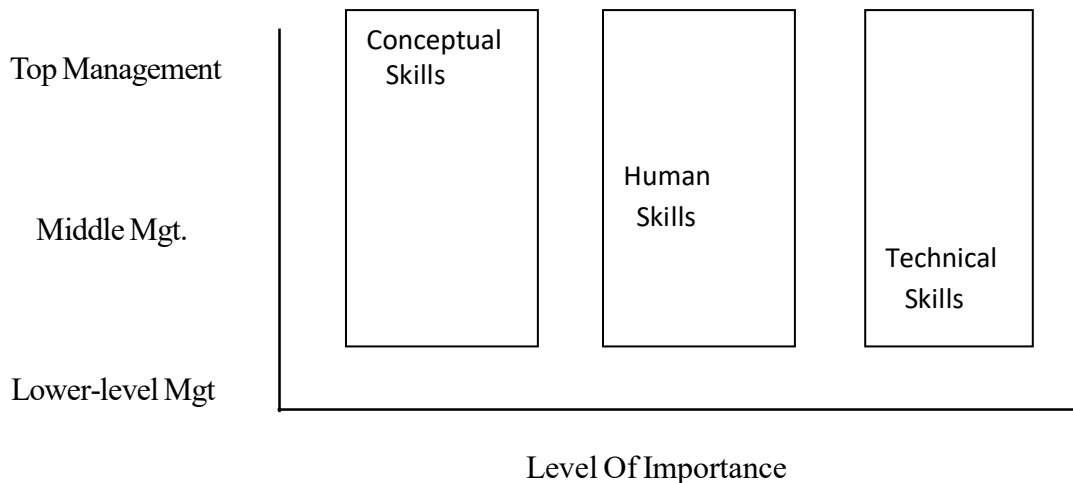 Top Management
Conceptual
Skills
Human
Skills
Middle Mgt.
Technical
Skills
Lower-level Mgt
Level Of Importance